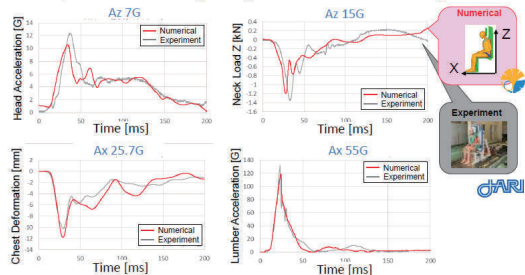 Az 7G
Head Acceleration [G]
14
12
10
8
6
4
2
0
0
50
100
150
200
Numerical
Experiment
Time [ms]
Az 15G
Neck Load Z [kN]
0.4
0.2
0
-0.2
-0.4
-0.6
-0.8
-1
-1.2
-1.4
-1.6
0
50
100
150
200
Numerical
Experiment
Time [ms]
Numerical
Z
X
Experiment
JARI
Ax 25.7G
Chest Deformation [mm]
0
-2
-4
-6
-8
-10
-12
-14
0
50
100
150
200
Numerical
Experiment
Time [ms]
Ax 55G
Lumber Acceleration [G]
140
120
100
80
60
40
20
0
0
50
100
150
200
Numerical
Experiment
Time [ms]